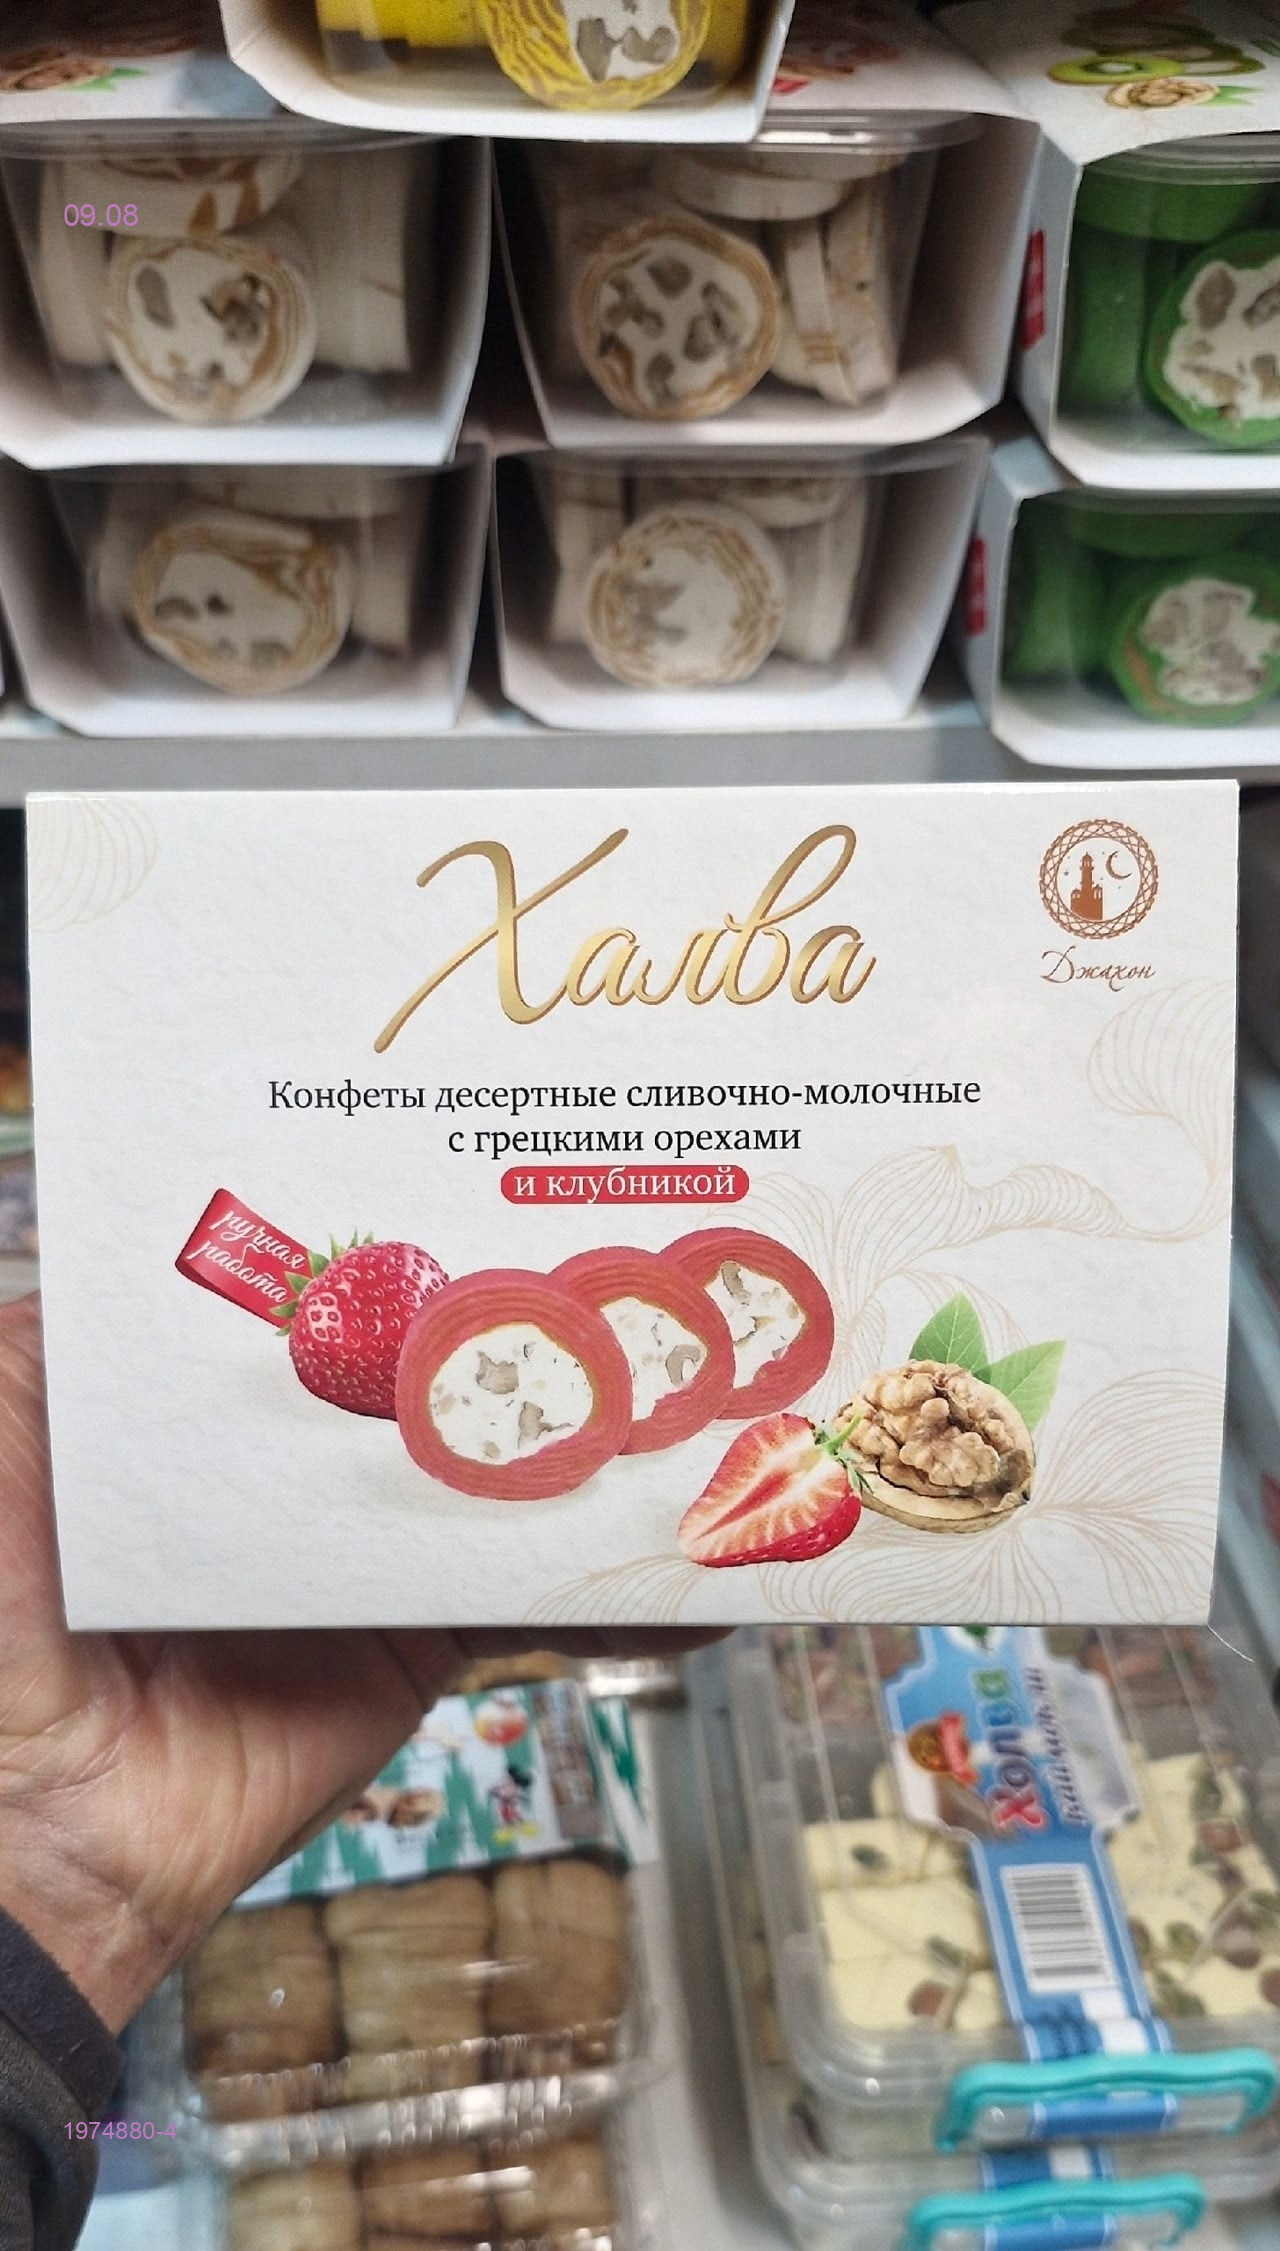 09.08
Халва
Джахон
Конфеты десертные сливочно-молочные
с грецкими орехами
и клубникой
ручная
работа
Холва
1974880-4